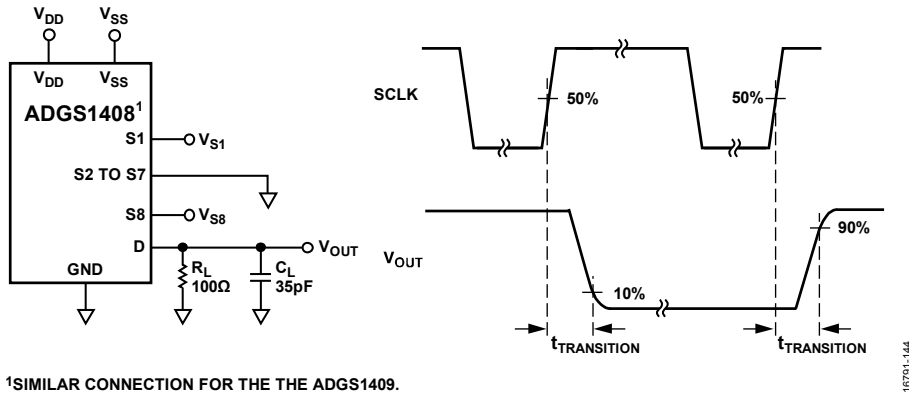 VDD
VSS
VDD
VSS
ADGS1408¹
S1
VS1
S2 TO S7
S8
VS8
D
VOUT
GND
RL
100Ω
CL
35pF
SCLK
50%
50%
VOUT
10%
90%
tTRANSITION
tTRANSITION
¹SIMILAR CONNECTION FOR THE THE ADGS1409.
16791-144